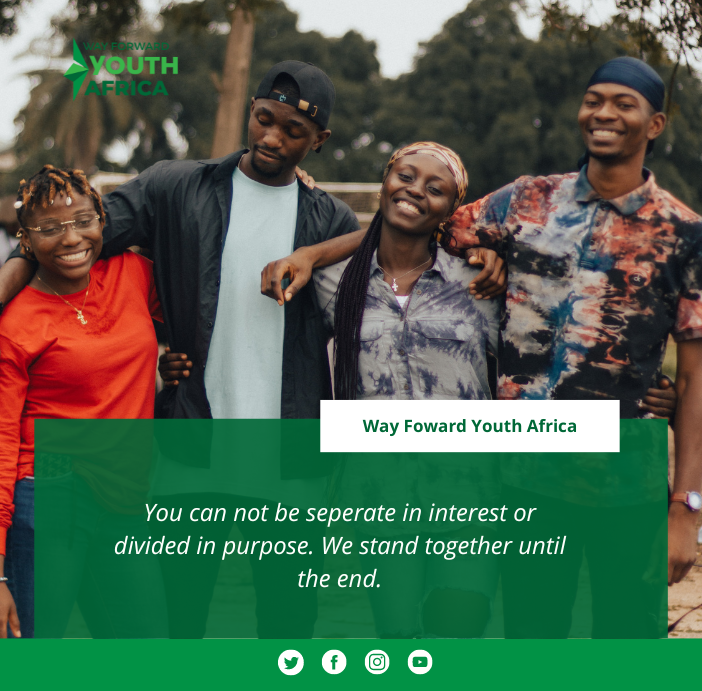 WAY FORWARD
YOUTH
AFRICA
Way Foward Youth Africa
You can not be seperate in interest or
divided in purpose. We stand together until
the end.